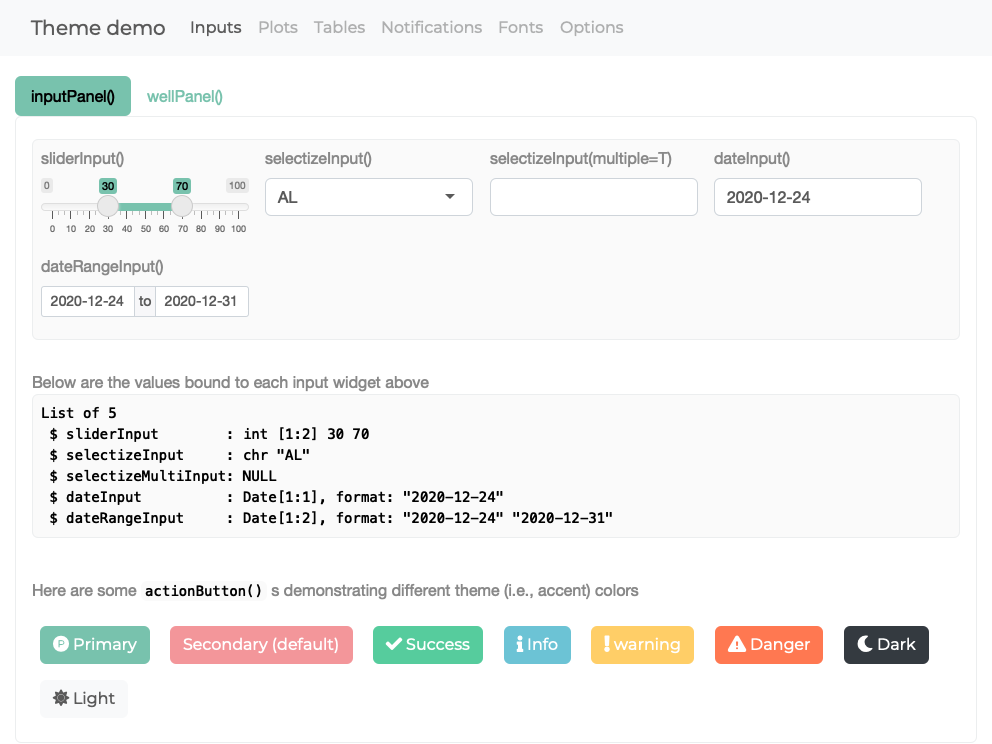 Theme demo Inputs Plots Tables Notifications Fonts Options
inputPanel() wellPanel()
sliderInput() selectizeInput() selectizeInput(multiple=T) dateInput()
0 30 70 100
AL 2020-12-24
0 10 20 30 40 50 60 70 80 90 100
dateRangeInput()
2020-12-24 to 2020-12-31
Below are the values bound to each input widget above
List of 5
 $ sliderInput        : int [1:2] 30 70
 $ selectizeInput     : chr "AL"
 $ selectizeMultiInput: NULL
 $ dateInput          : Date[1:1], format: "2020-12-24"
 $ dateRangeInput     : Date[1:2], format: "2020-12-24" "2020-12-31"
Here are some actionButton() s demonstrating different theme (i.e., accent) colors
P Primary Secondary (default) Success Info warning Danger Dark
Light